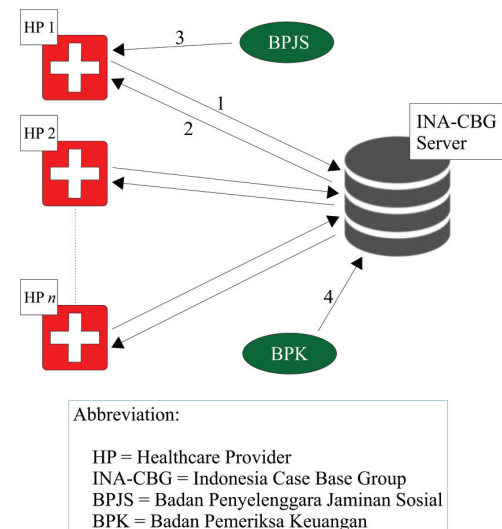 HP 1
3
BPJS
1
2
INA-CBG
Server
HP 2
HP n
4
BPK
Abbreviation:
HP = Healthcare Provider
INA-CBG = Indonesia Case Base Group
BPJS = Badan Penyelenggara Jaminan Sosial
BPK = Badan Pemeriksa Keuangan